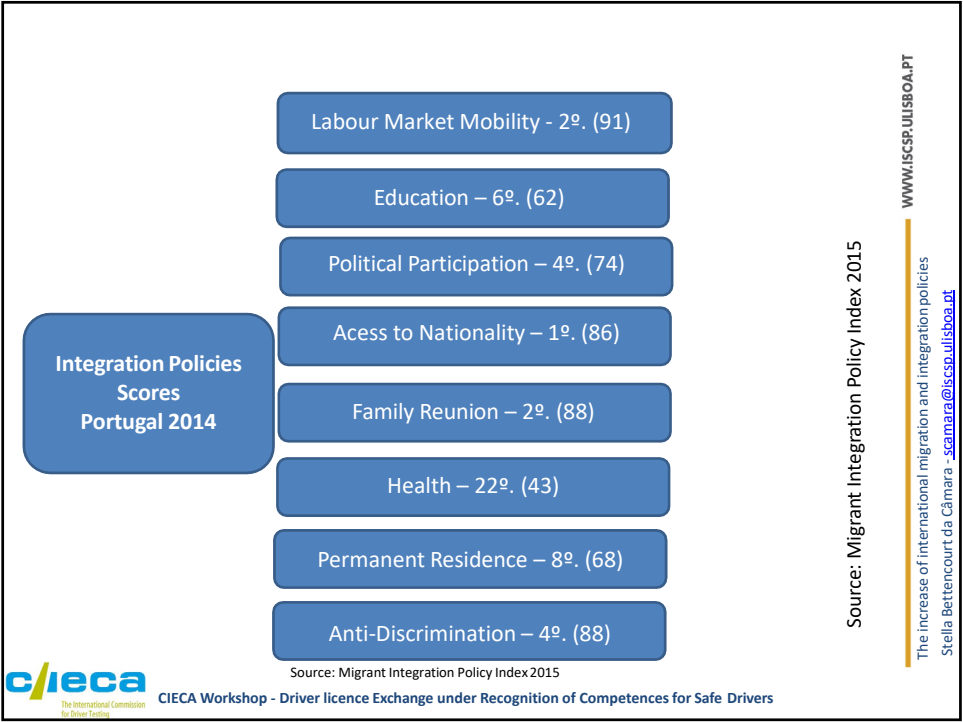 Labour Market Mobility - 2º. (91)
Education – 6º. (62)
Political Participation – 4º. (74)
Acess to Nationality – 1º. (86)
Integration Policies
Scores
Portugal 2014
Family Reunion – 2º. (88)
Health – 22º. (43)
Permanent Residence – 8º. (68)
Anti-Discrimination – 4º. (88)
Source: Migrant Integration Policy Index 2015
Source: Migrant Integration Policy Index 2015
WWW.ISCSP.ULISBOA.PT
The increase of international migration and integration policies
Stella Bettencourt da Câmara - scamara@iscsp.ulisboa.pt
cieca
The International Commission
for Driver Testing
CIECA Workshop - Driver licence Exchange under Recognition of Competences for Safe Drivers